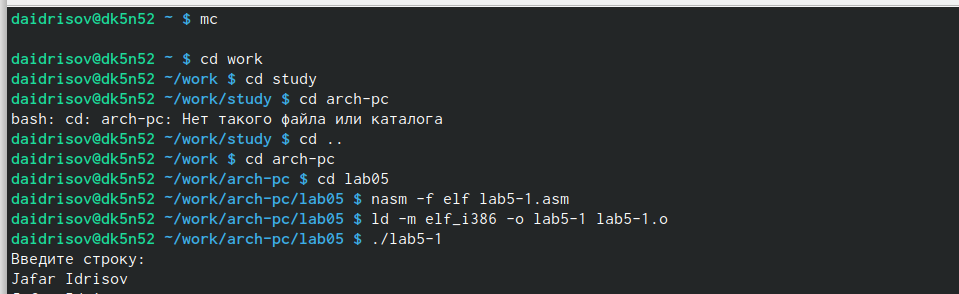 daidrisov@dk5n52 ~ $ mc
daidrisov@dk5n52 ~ $ cd work
daidrisov@dk5n52 ~/work $ cd study
daidrisov@dk5n52 ~/work/study $ cd arch-pc
bash: cd: arch-pc: Нет такого файла или каталога
daidrisov@dk5n52 ~/work/study $ cd ..
daidrisov@dk5n52 ~/work $ cd arch-pc
daidrisov@dk5n52 ~/work/arch-pc $ cd lab05
daidrisov@dk5n52 ~/work/arch-pc/lab05 $ nasm -f elf lab5-1.asm
daidrisov@dk5n52 ~/work/arch-pc/lab05 $ ld -m elf_i386 -o lab5-1 lab5-1.o
daidrisov@dk5n52 ~/work/arch-pc/lab05 $ ./lab5-1
Введите строку:
Jafar Idrisov